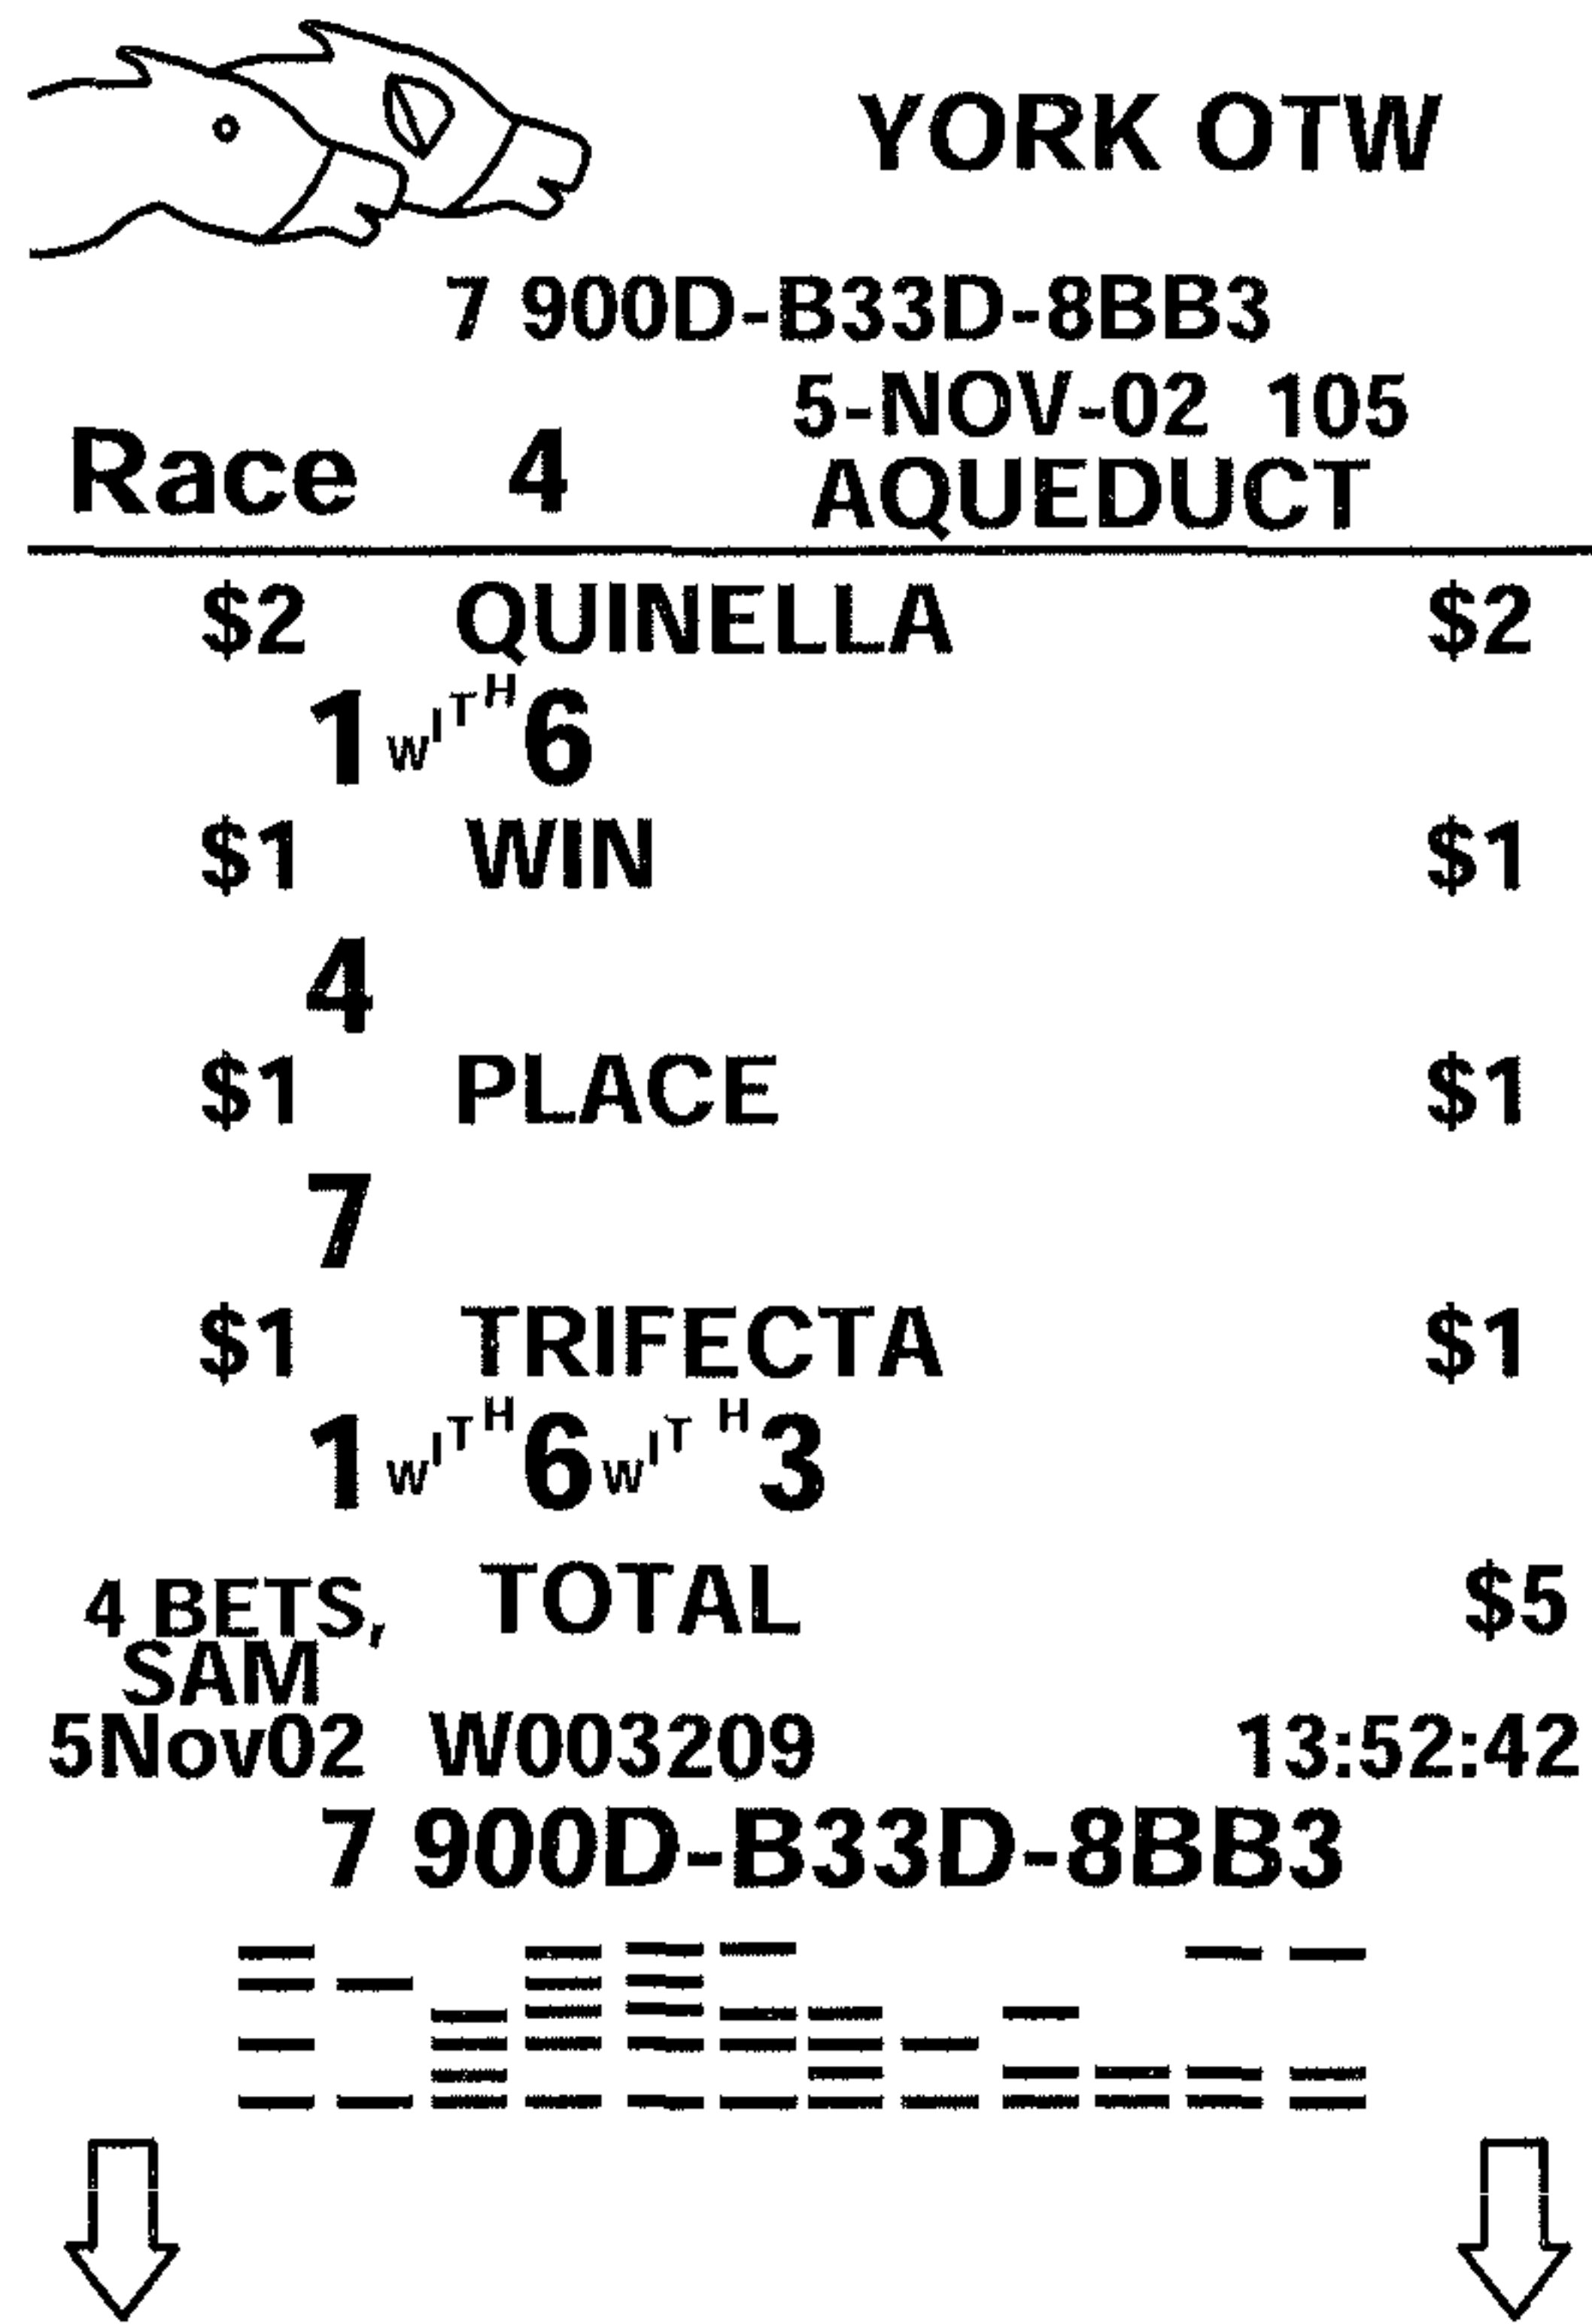 YORK OTW
7 900D-B33D-8BB3
5-NOV-02 105
Race 4 AQUEDUCT
$2 QUINELLA $2
1 WITH 6
$1 WIN $1
4
$1 PLACE $1
7
$1 TRIFECTA $1
1 WITH 6 WITH 3
4 BETS, TOTAL $5
SAM
5Nov02 W003209 13:52:42
7 900D-B33D-8BB3